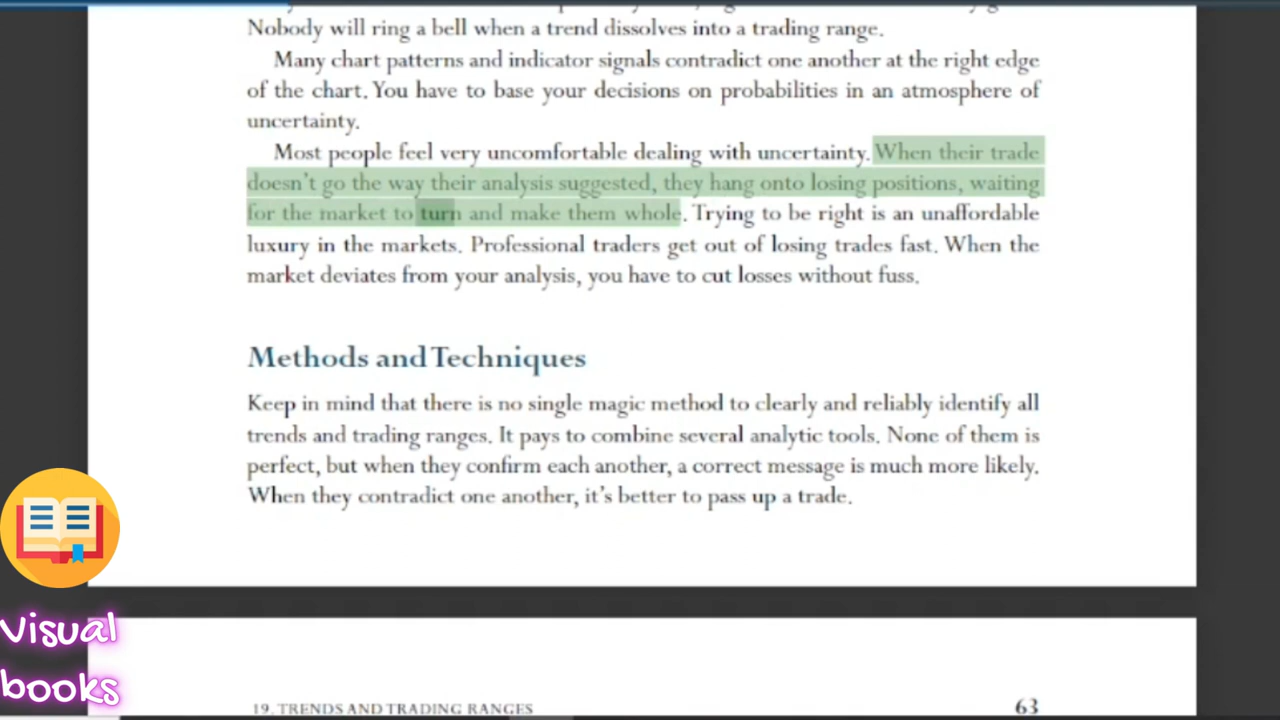 Nobody will ring a bell when a trend dissolves into a trading range.
Many chart patterns and indicator signals contradict one another at the right edge
of the chart. You have to base your decisions on probabilities in an atmosphere of
uncertainty.
Most people feel very uncomfortable dealing with uncertainty. When their trade
doesn't go the way their analysis suggested, they hang onto losing positions, waiting
for the market to turn and make them whole. Trying to be right is an unaffordable
luxury in the markets. Professional traders get out of losing trades fast. When the
market deviates from your analysis, you have to cut losses without fuss.
Methods and Techniques
Keep in mind that there is no single magic method to clearly and reliably identify all
trends and trading ranges. It pays to combine several analytic tools. None of them is
perfect, but when they confirm each another, a correct message is much more likely.
When they contradict one another, it's better to pass up a trade.
Visual
books
19. TRENDS AND TRADING RANGES 63